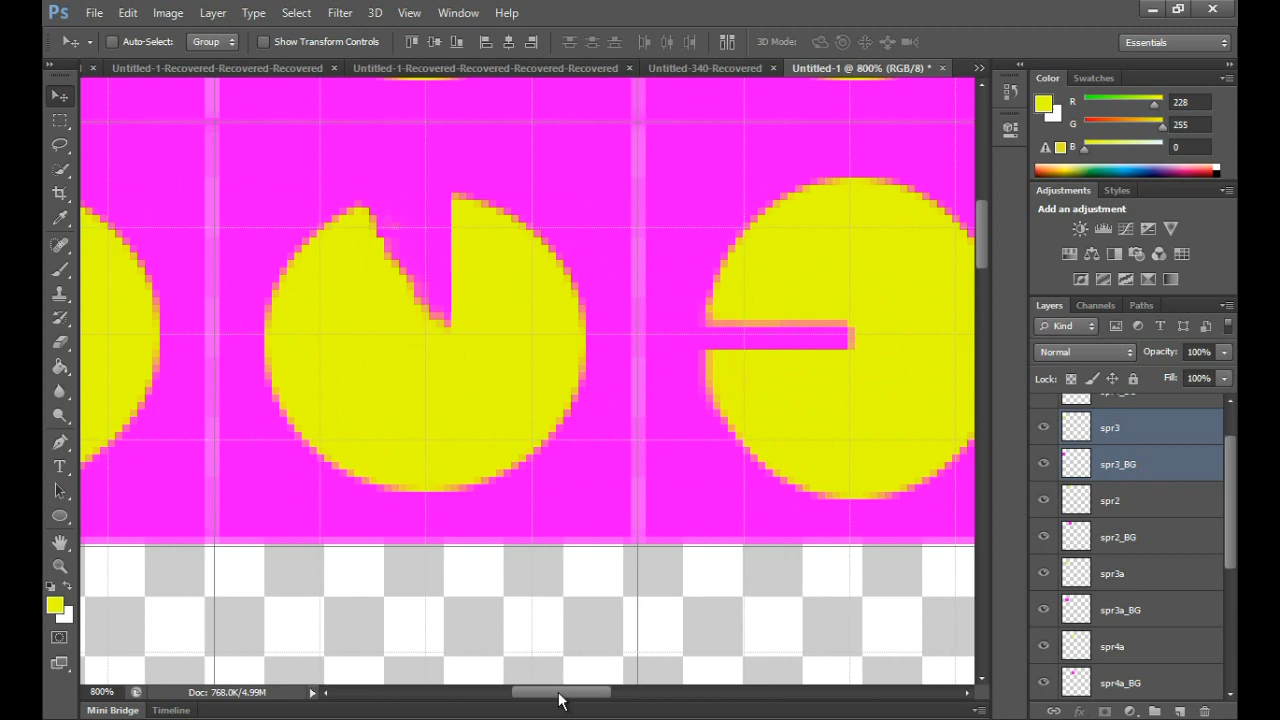 Ps File Edit Image Layer Type Select Filter 3D View Window Help
Auto-Select: Group Show Transform Controls 3D Mode: Essentials
× Untitled-1-Recovered-Recovered-Recovered × Untitled-1-Recovered-Recovered-Recovered-Recovered × Untitled-340-Recovered × Untitled-1 @ 800% (RGB/8) * ×
Color Swatches
R 228
G 255
B 0
Adjustments Styles
Add an adjustment
Layers Channels Paths
Kind
Normal Opacity: 100%
Lock: Fill: 100%
spr3
spr3_BG
spr2
spr2_BG
spr3a
spr3a_BG
spr4a
spr4a_BG
800% Doc: 768.0K/4.99M
Mini Bridge Timeline